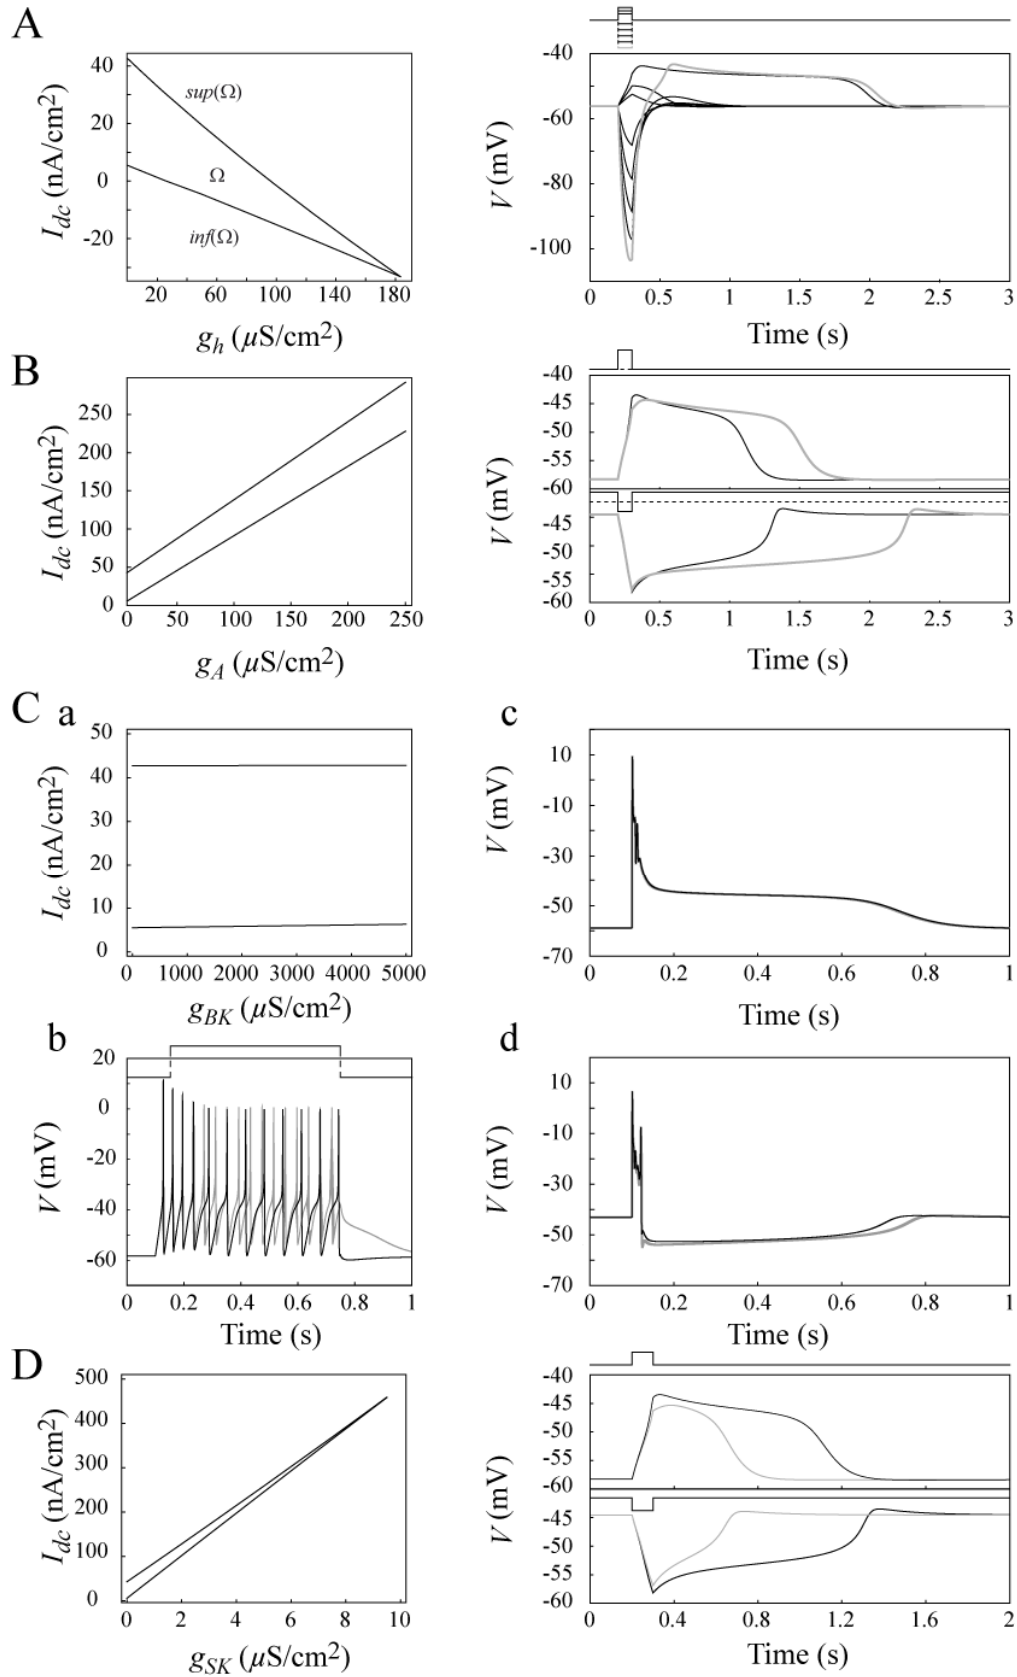 A
40
20
0
-20
I_dc (nA/cm2)
sup(Ω)
Ω
inf(Ω)
20 60 100 140 180
g_h (µS/cm2)
-40
-60
-80
-100
V (mV)
0 0.5 1 1.5 2 2.5 3
Time (s)
B
250
200
150
100
50
0
I_dc (nA/cm2)
50 100 150 200 250
g_A (µS/cm2)
-40
-45
-50
-55
-60
V (mV)
-45
-50
-55
-60
V (mV)
0 0.5 1 1.5 2 2.5 3
Time (s)
C a
50
40
30
20
10
0
I_dc (nA/cm2)
0 1000 2000 3000 4000 5000
g_BK (µS/cm2)
c
10
-10
-30
-50
-70
V (mV)
0 0.2 0.4 0.6 0.8 1
Time (s)
b
20
0
-20
-40
-60
V (mV)
0 0.2 0.4 0.6 0.8 1
Time (s)
d
10
-10
-30
-50
-70
V (mV)
0 0.2 0.4 0.6 0.8 1
Time (s)
D
500
400
300
200
100
0
I_dc (nA/cm2)
0 2 4 6 8 10
g_SK (µS/cm2)
-40
-45
-50
-55
-60
V (mV)
-45
-50
-55
-60
V (mV)
0 0.4 0.8 1.2 1.6 2
Time (s)